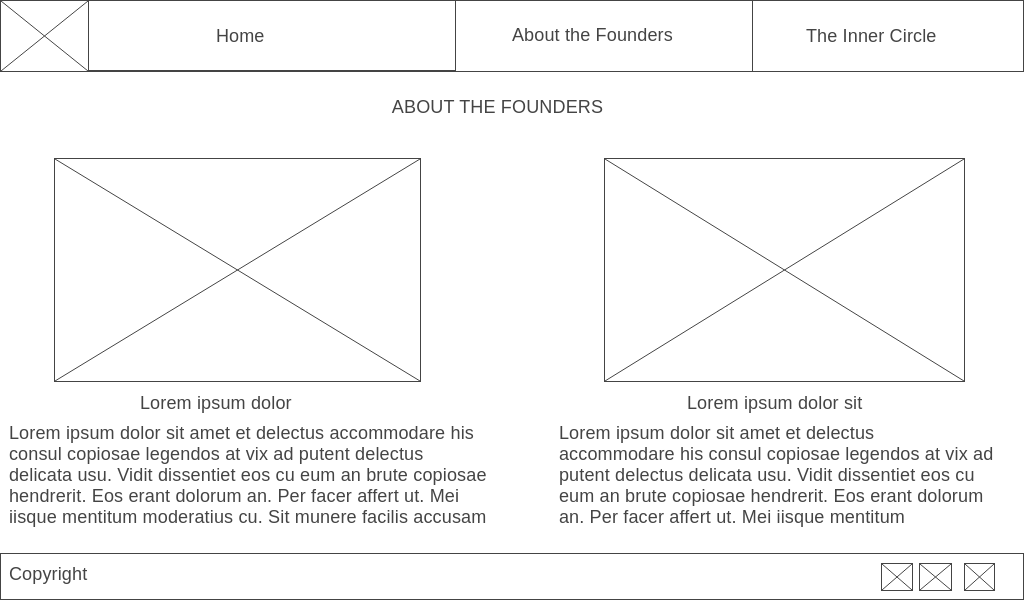 Home
About the Founders
The Inner Circle
ABOUT THE FOUNDERS
Lorem ipsum dolor
Lorem ipsum dolor sit amet et delectus accommodare his
consul copiosae legendos at vix ad putent delectus
delicata usu. Vidit dissentiet eos cu eum an brute copiosae
hendrerit. Eos erant dolorum an. Per facer affert ut. Mei
iisque mentitum moderatius cu. Sit munere facilis accusam
Lorem ipsum dolor sit
Lorem ipsum dolor sit amet et delectus
accommodare his consul copiosae legendos at vix ad
putent delectus delicata usu. Vidit dissentiet eos cu
eum an brute copiosae hendrerit. Eos erant dolorum
an. Per facer affert ut. Mei iisque mentitum
Copyright